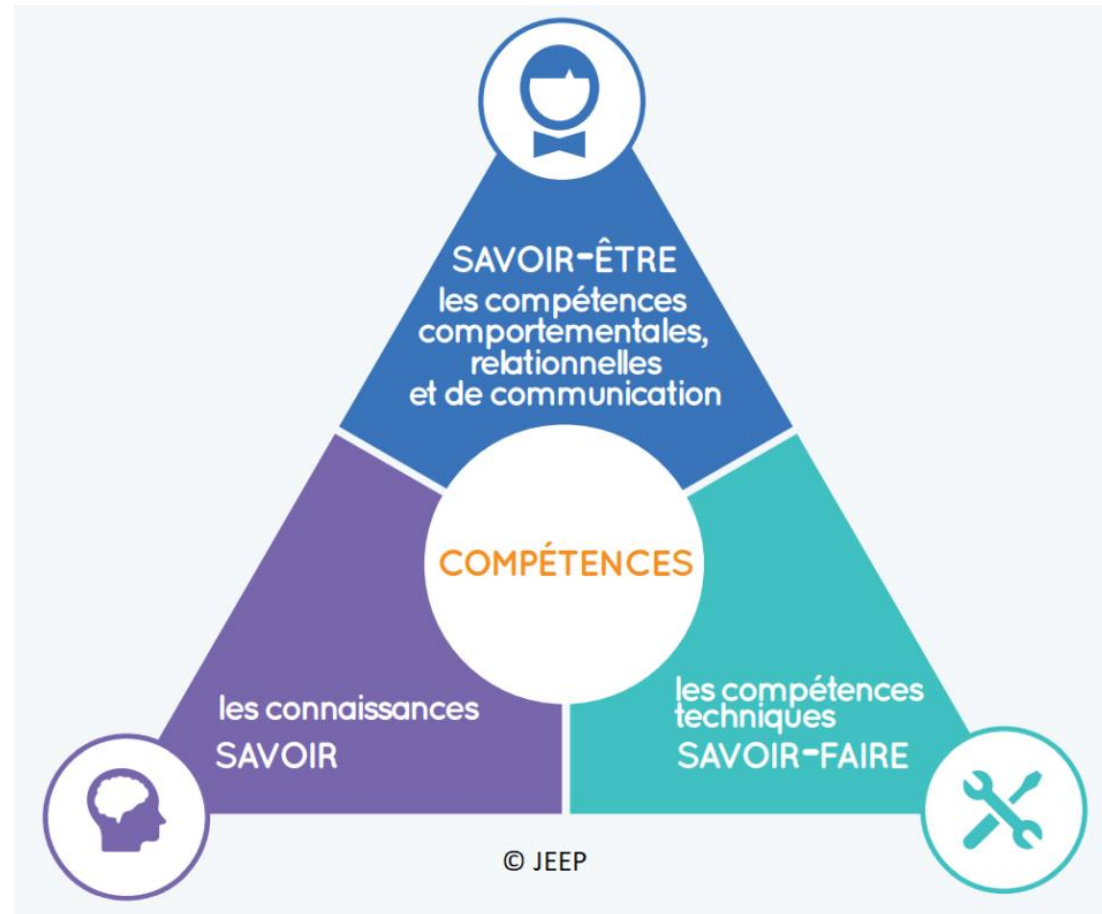 SAVOIR-ÊTRE
les compétences
comportementales,
relationnelles
et de communication
COMPÉTENCES
les connaissances
SAVOIR
les compétences
techniques
SAVOIR-FAIRE
© JEEP